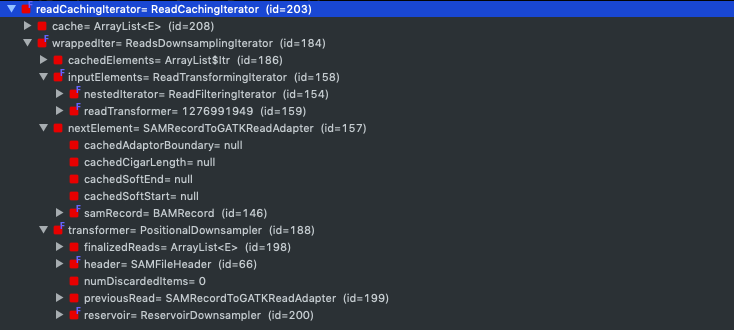 readCachingIterator= ReadCachingIterator (id=203)
cache= ArrayList<E> (id=208)
wrappedIter= ReadsDownsamplingIterator (id=184)
cachedElements= ArrayList$Itr (id=186)
inputElements= ReadTransformingIterator (id=158)
nestedIterator= ReadFilteringIterator (id=154)
readTransformer= 1276991949 (id=159)
nextElement= SAMRecordToGATKReadAdapter (id=157)
cachedAdaptorBoundary= null
cachedCigarLength= null
cachedSoftEnd= null
cachedSoftStart= null
samRecord= BAMRecord (id=146)
transformer= PositionalDownsampler (id=188)
finalizedReads= ArrayList<E> (id=198)
header= SAMFileHeader (id=66)
numDiscardedItems= 0
previousRead= SAMRecordToGATKReadAdapter (id=199)
reservoir= ReservoirDownsampler (id=200)